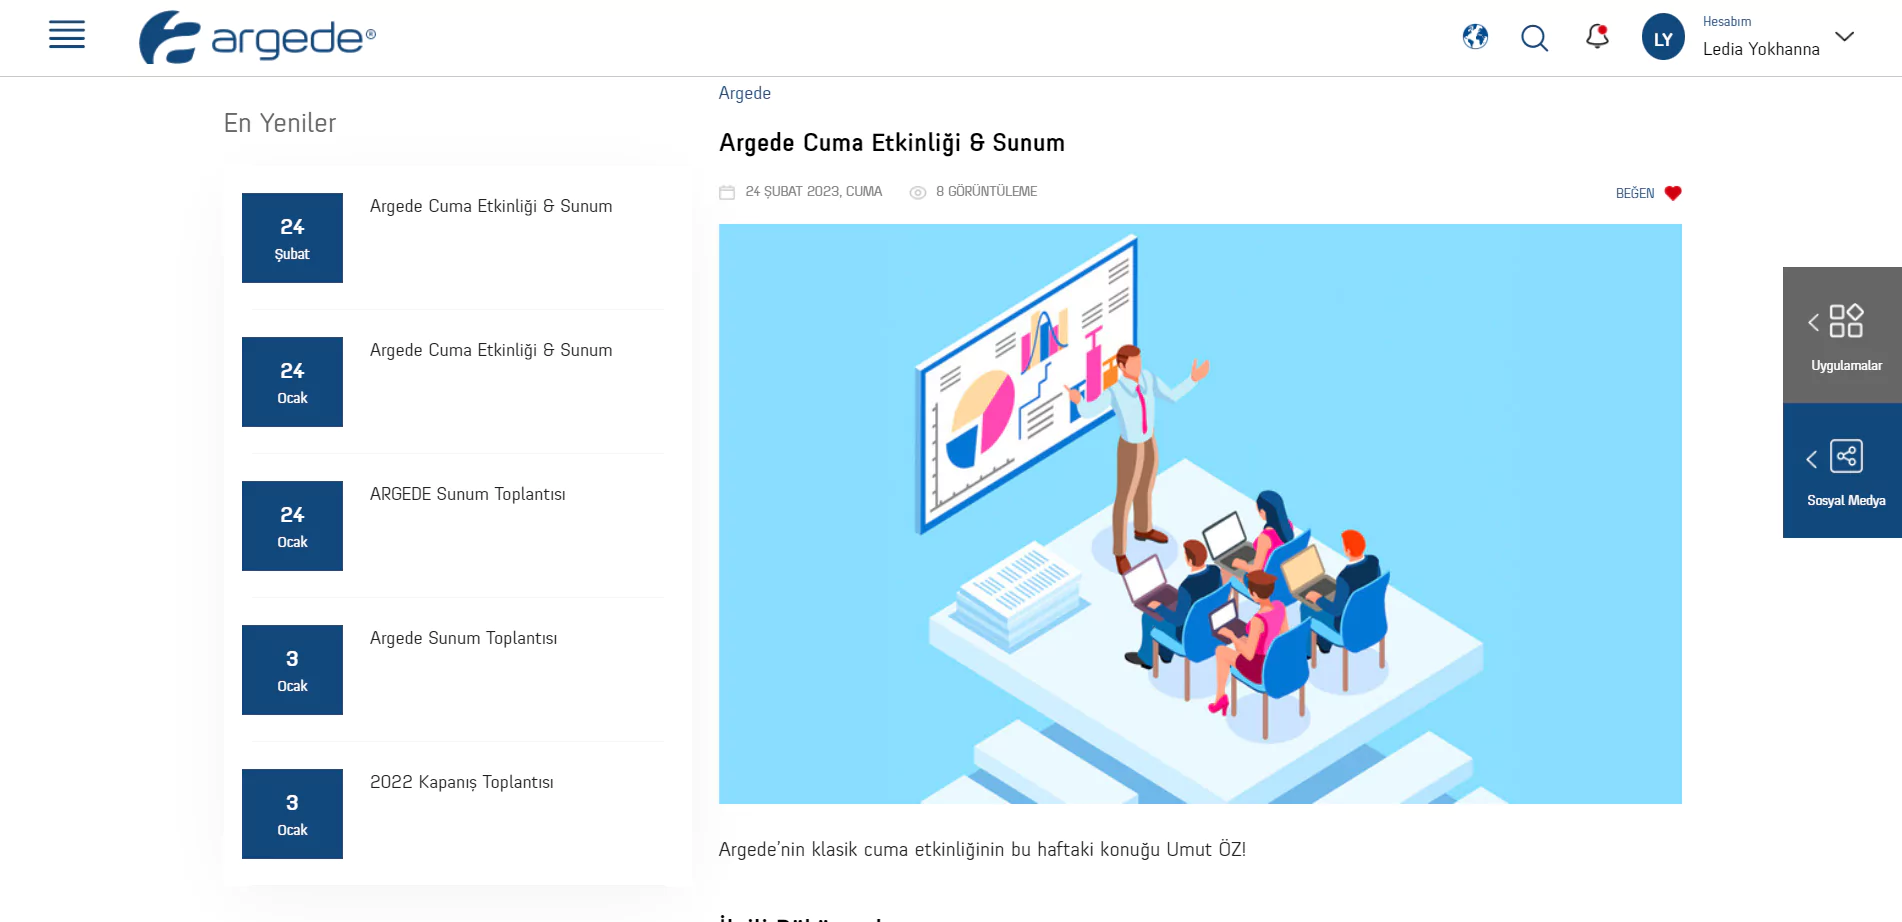 argede®
LY
Hesabım
Ledia Yokhanna
En Yeniler
24
Şubat
Argede Cuma Etkinliği & Sunum
24
Ocak
Argede Cuma Etkinliği & Sunum
24
Ocak
ARGEDE Sunum Toplantısı
3
Ocak
Argede Sunum Toplantısı
3
Ocak
2022 Kapanış Toplantısı
Argede
Argede Cuma Etkinliği & Sunum
24 ŞUBAT 2023, CUMA
8 GÖRÜNTÜLEME
BEĞEN
Argede’nin klasik cuma etkinliğinin bu haftaki konuğu Umut ÖZ!
Uygulamalar
Sosyal Medya